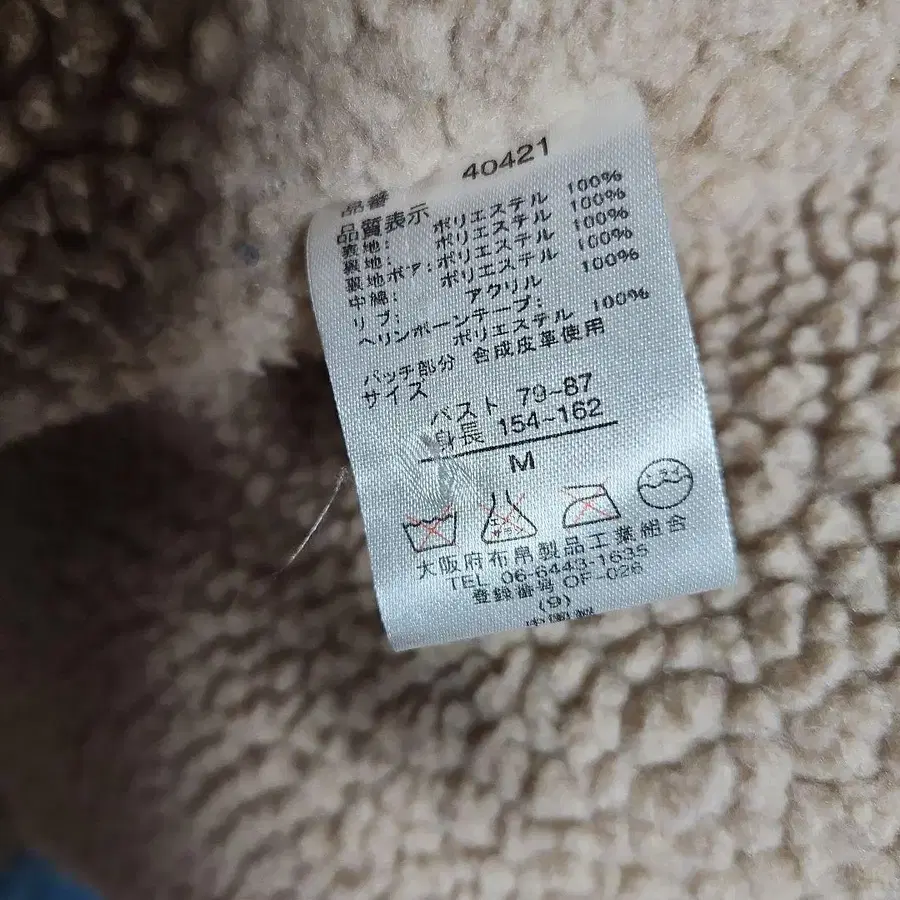 品番 40421
品質表示
表地: ポリエステル 100%
裏地: ポリエステル 100%
裏地ボア: ポリエステル 100%
中綿: ポリエステル 100%
リブ: アクリル 100%
ヘリンボーンテープ:
ポリエステル 100%
パッチ部分 合成皮革使用
サイズ
バスト 79-87
身長 154-162
M
大阪府布帛製品工業組合
TEL 06-6443-1635
登録番号 OF-026
(9)
中国製